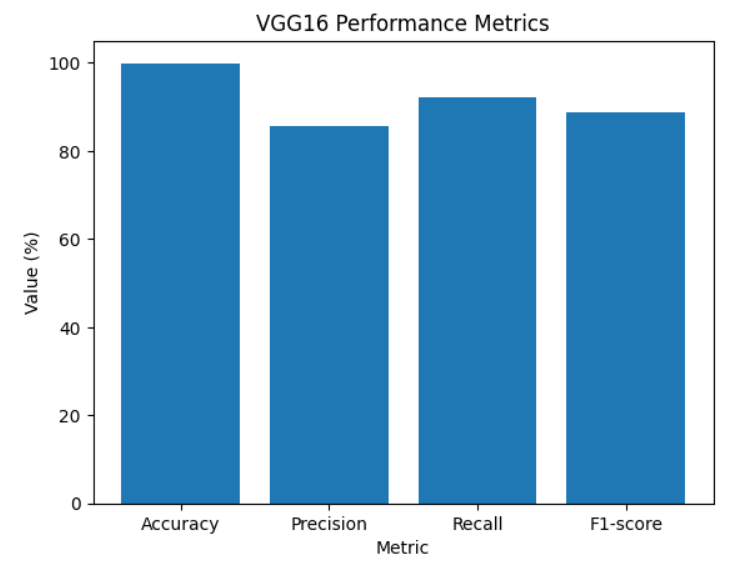 VGG16 Performance Metrics
Value (%)
100
80
60
40
20
0
Accuracy Precision Recall F1-score
Metric